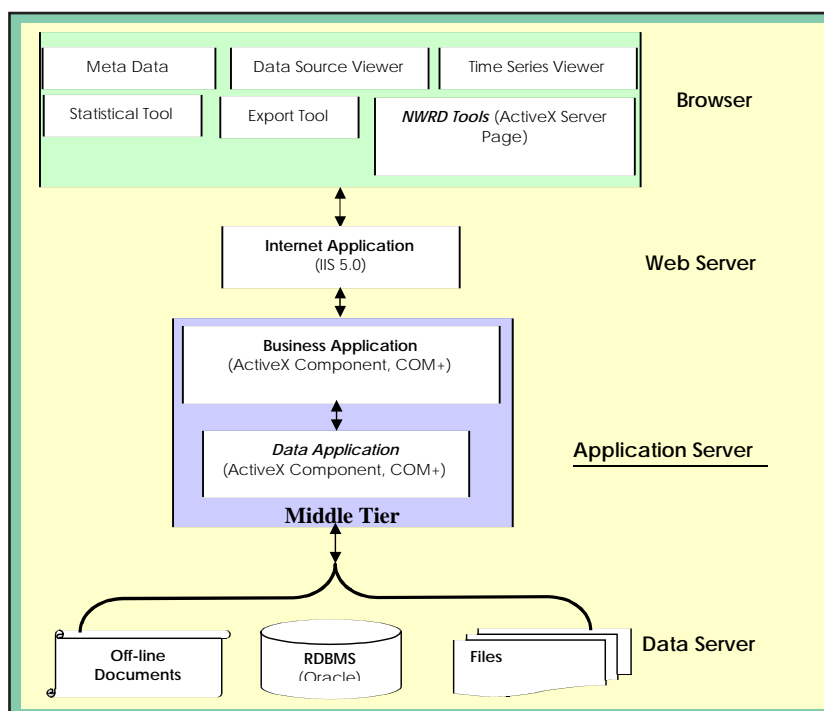 Meta Data
Data Source Viewer
Time Series Viewer
Browser
Statistical Tool
Export Tool
NWRD Tools (ActiveX Server
Page)
Internet Application
(IIS 5.0)
Web Server
Business Application
(ActiveX Component, COM+)
Data Application
(ActiveX Component, COM+)
Application Server
Middle Tier
Off-line
Documents
RDBMS
(Oracle)
Files
Data Server